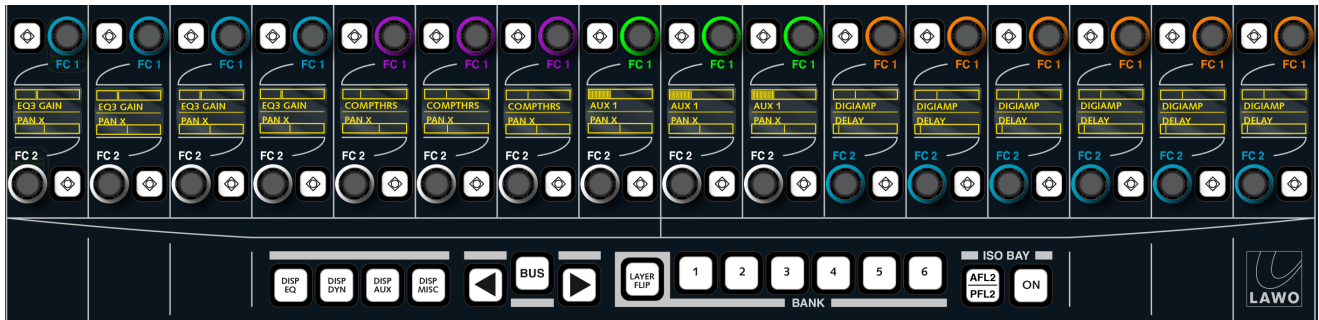 FC 1 FC 1 FC 1 FC 1 FC 1 FC 1 FC 1 FC 1 FC 1 FC 1 FC 1 FC 1 FC 1 FC 1 FC 1 FC 1
EQ3 GAIN EQ3 GAIN EQ3 GAIN EQ3 GAIN COMPTHRS COMPTHRS COMPTHRS AUX 1 AUX 1 AUX 1 DIGIAMP DIGIAMP DIGIAMP DIGIAMP DIGIAMP DIGIAMP
PAN X PAN X PAN X PAN X PAN X PAN X PAN X PAN X PAN X PAN X DELAY DELAY DELAY DELAY DELAY DELAY
FC 2 FC 2 FC 2 FC 2 FC 2 FC 2 FC 2 FC 2 FC 2 FC 2 FC 2 FC 2 FC 2 FC 2 FC 2 FC 2
DISP EQ
DISP DYN
DISP AUX
DISP MISC
BUS
LAYER FLIP
1 2 3 4 5 6
BANK
ISO BAY
AFL2
PFL2
ON
LAWO